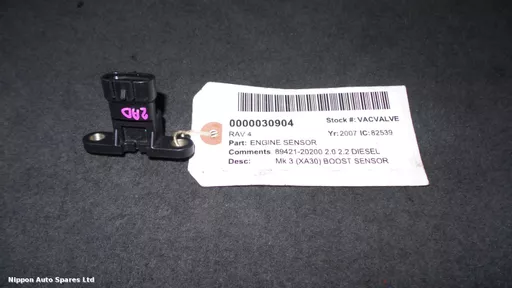 2AD
0000030904 Stock #: VACVALVE
RAV 4 Yr: 2007 IC: 82539
Part: ENGINE SENSOR
Comments 89421-20200 2.0 2.2 DIESEL
Desc: Mk 3 (XA30) BOOST SENSOR
Nippon Auto Spares Ltd